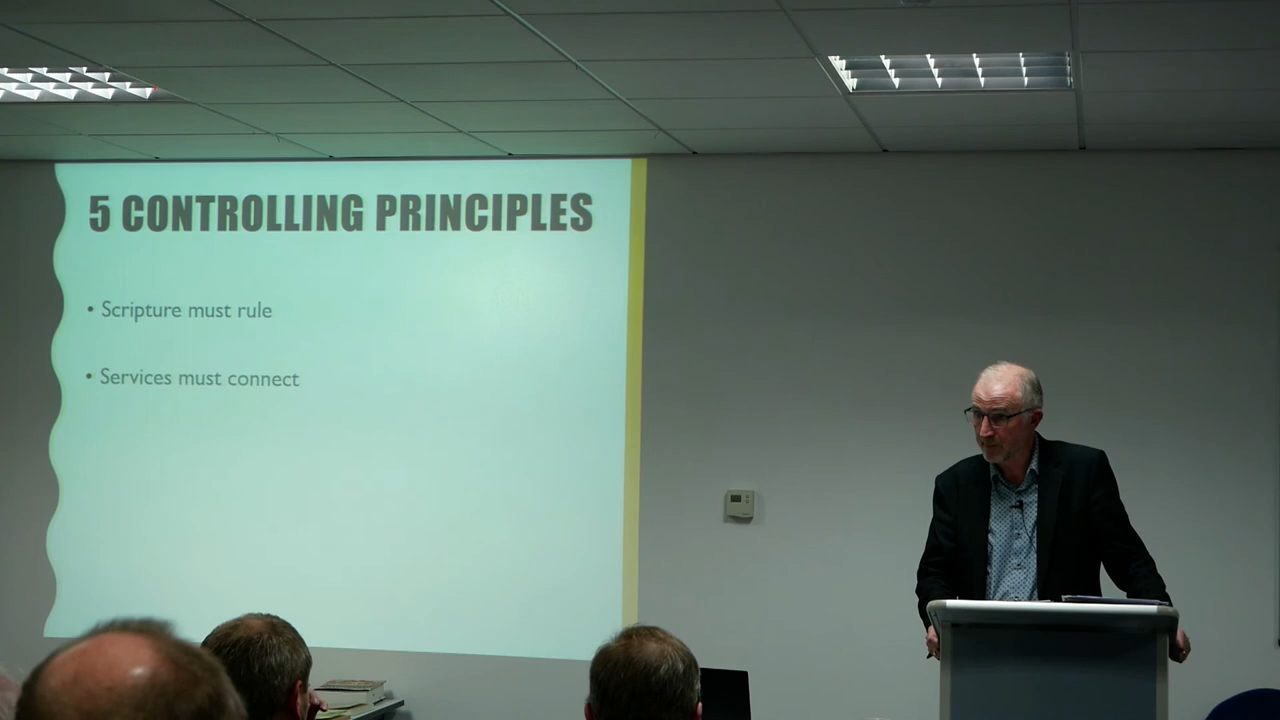 5 CONTROLLING PRINCIPLES
• Scripture must rule
• Services must connect